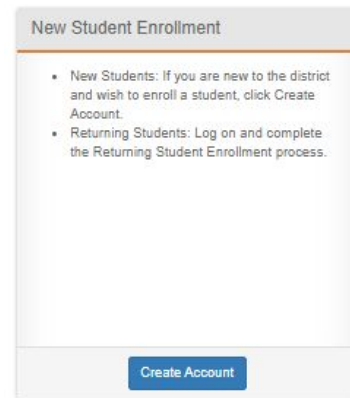 New Student Enrollment
• New Students: If you are new to the district
and wish to enroll a student, click Create
Account.
• Returning Students: Log on and complete
the Returning Student Enrollment process.
Create Account